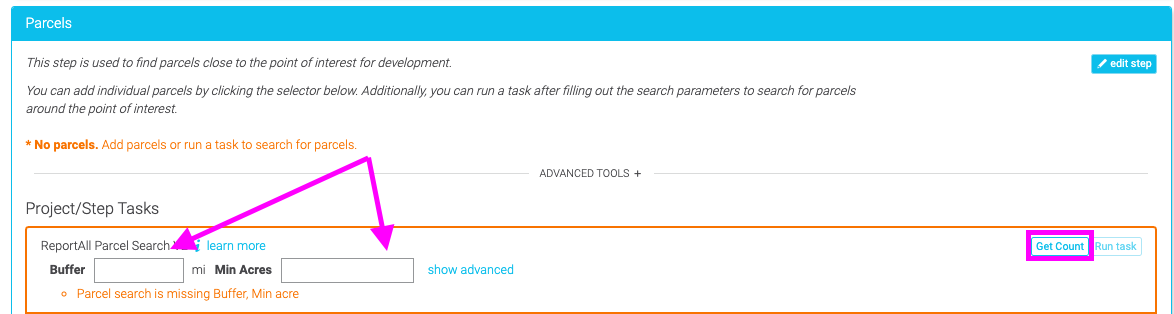 Parcels
This step is used to find parcels close to the point of interest for development.
edit step
You can add individual parcels by clicking the selector below. Additionally, you can run a task after filling out the search parameters to search for parcels
around the point of interest.
* No parcels. Add parcels or run a task to search for parcels.
ADVANCED TOOLS +
Project/Step Tasks
ReportAll Parcel Search learn more
Get Count Run task
Buffer mi Min Acres show advanced
Parcel search is missing Buffer, Min acre